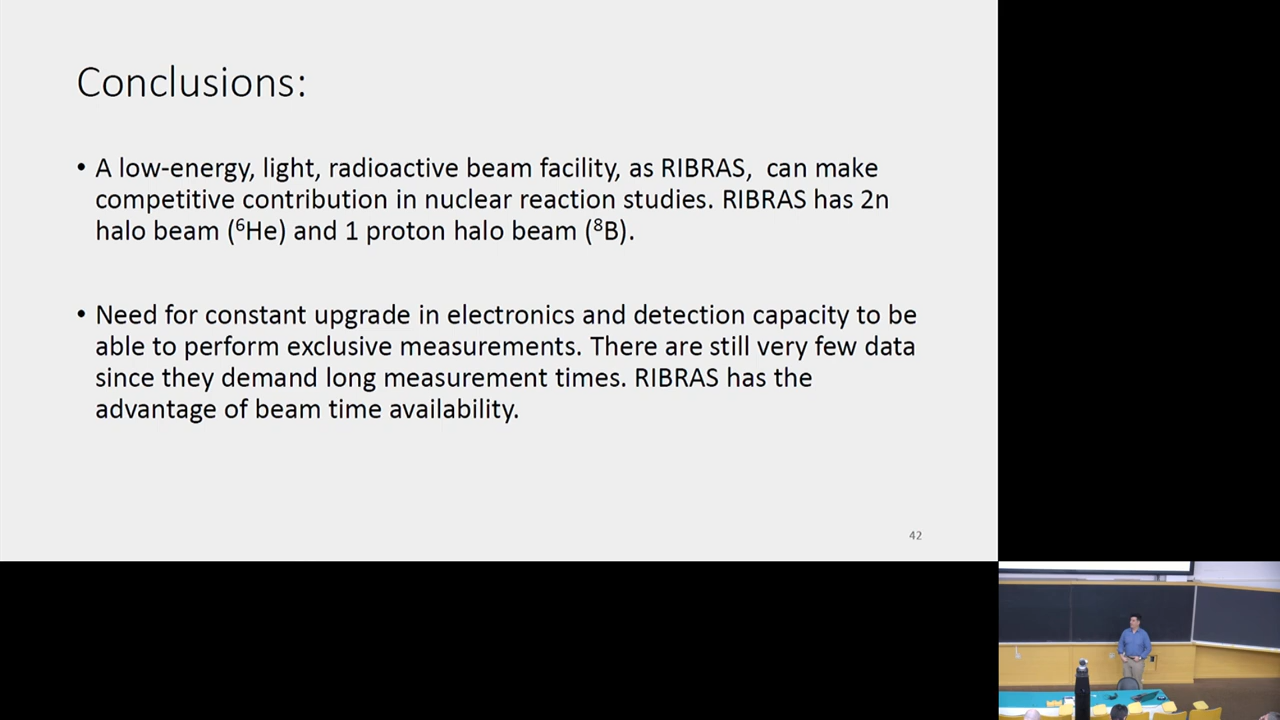 Conclusions:
• A low-energy, light, radioactive beam facility, as RIBRAS,  can make
competitive contribution in nuclear reaction studies. RIBRAS has 2n
halo beam (⁶He) and 1 proton halo beam (⁸B).
• Need for constant upgrade in electronics and detection capacity to be
able to perform exclusive measurements. There are still very few data
since they demand long measurement times. RIBRAS has the
advantage of beam time availability.
42